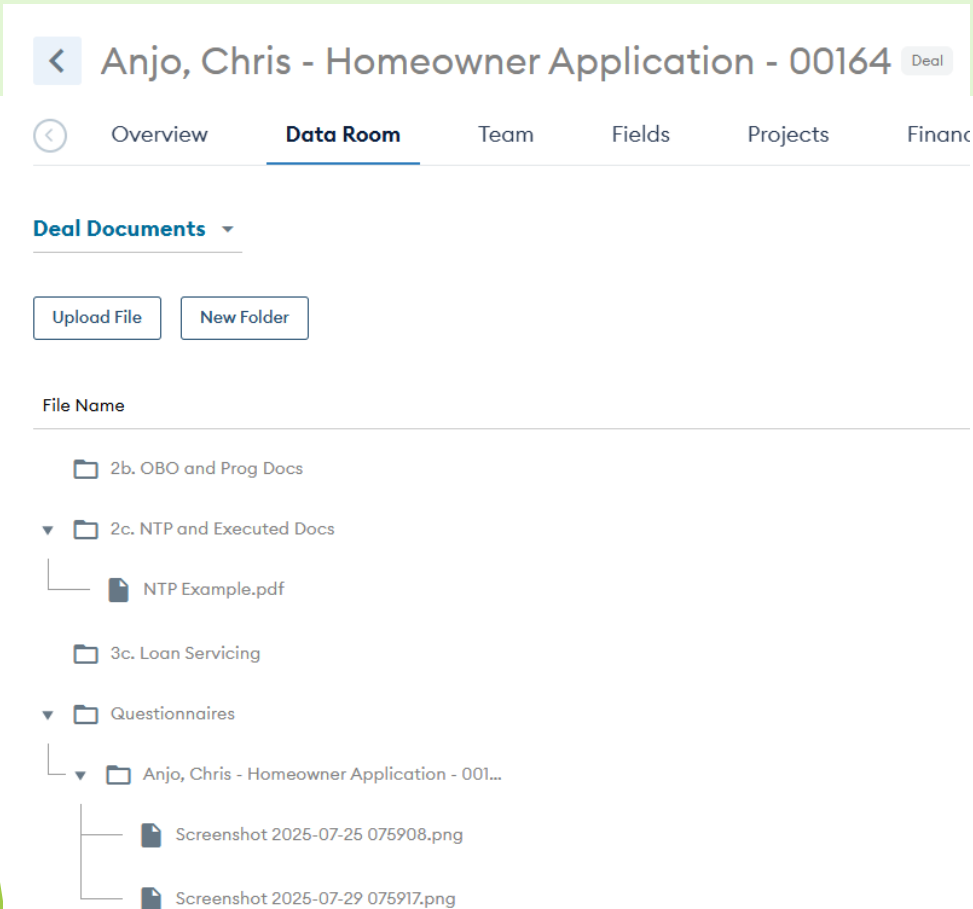 Anjo, Chris - Homeowner Application - 00164 Deal
Overview Data Room Team Fields Projects Financ
Deal Documents
Upload File New Folder
File Name
2b. OBO and Prog Docs
2c. NTP and Executed Docs
NTP Example.pdf
3c. Loan Servicing
Questionnaires
Anjo, Chris - Homeowner Application - 001...
Screenshot 2025-07-25 075908.png
Screenshot 2025-07-29 075917.png